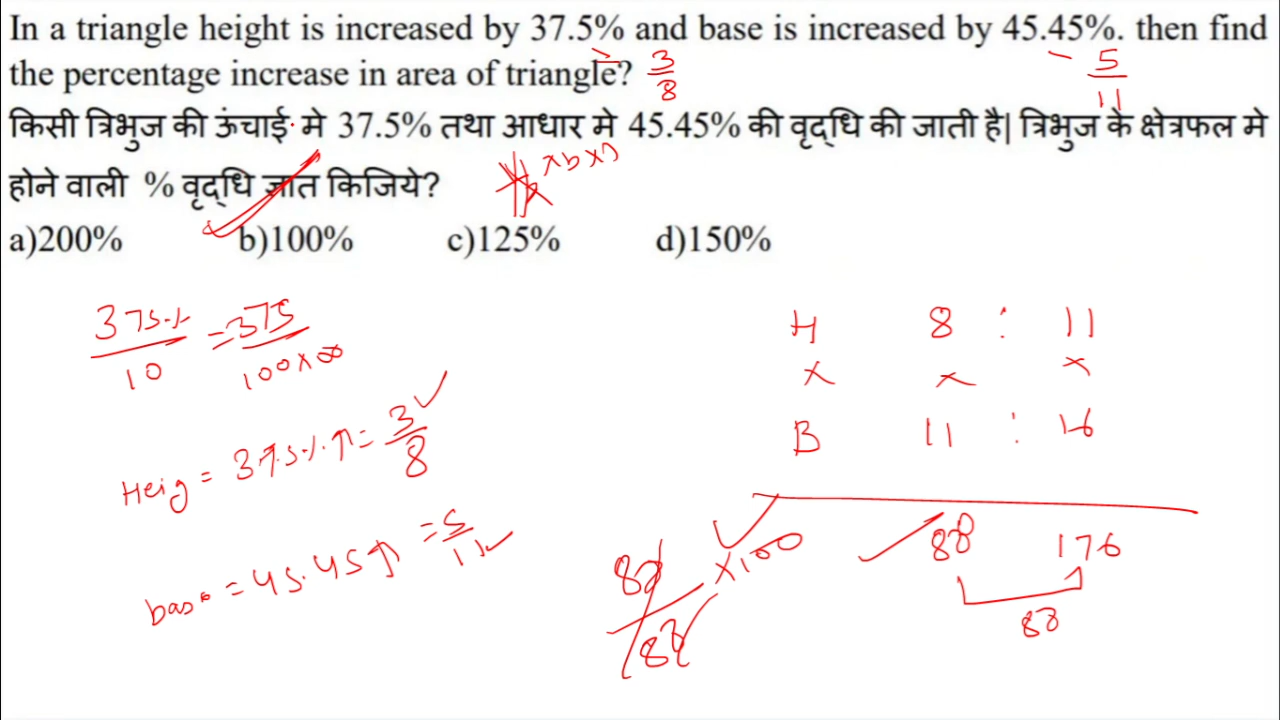 In a triangle height is increased by 37.5% and base is increased by 45.45%. then find
the percentage increase in area of triangle?
3/8
5/11
किसी त्रिभुज की ऊंचाई मे 37.5% तथा आधार मे 45.45% की वृद्धि की जाती है| त्रिभुज के क्षेत्रफल मे
होने वाली % वृद्धि ज्ञात किजिये?
a)200% b)100% c)125% d)150%
375% / 10 = 375 / 100×
H 8 : 11
× × ×
B 11 : 16
Heig = 37.5% ↑ = 3/8
base = 45.45 ↑ = 5/11
88 176
88
88/88 ×100